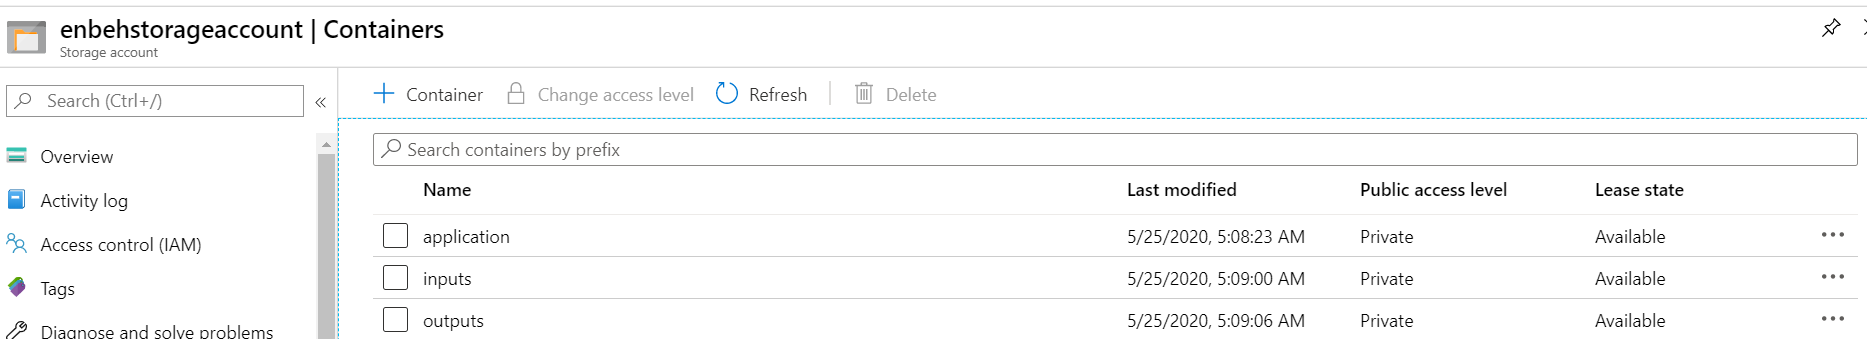 enbehstorageaccount | Containers
Storage account
Search (Ctrl+/)
«
Container
Change access level
Refresh
Delete
Search containers by prefix
Overview
Activity log
Access control (IAM)
Tags
Diagnose and solve problems
Name Last modified Public access level Lease state
application 5/25/2020, 5:08:23 AM Private Available •••
inputs 5/25/2020, 5:09:00 AM Private Available •••
outputs 5/25/2020, 5:09:06 AM Private Available •••